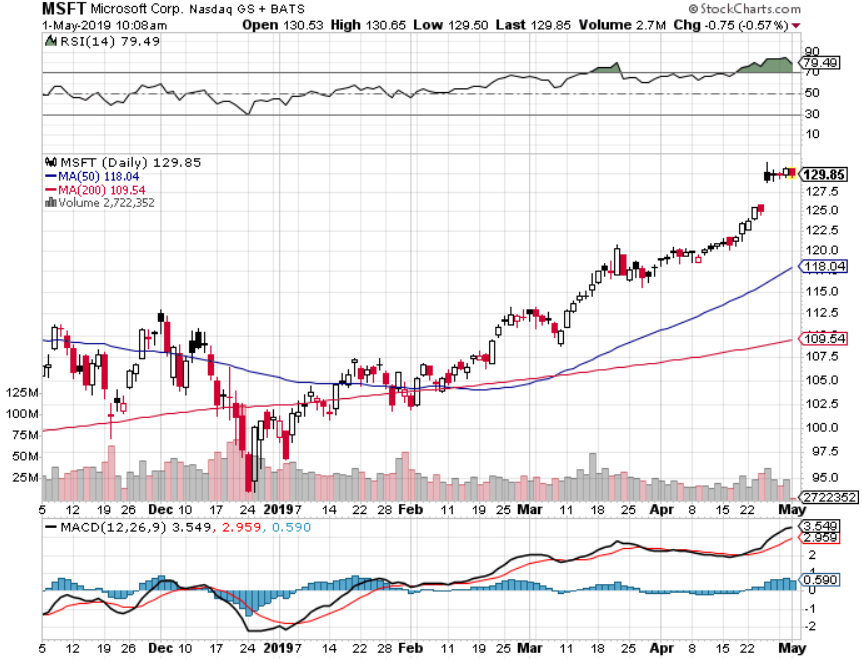 MSFT Microsoft Corp. Nasdaq GS + BATS © StockCharts.com
1-May-2019 10:08am Open 130.53 High 130.65 Low 129.50 Last 129.85 Volume 2.7M Chg -0.75 (-0.57%)
RSI(14) 79.49
90
79.49
70
50
30
10
MSFT (Daily) 129.85
MA(50) 118.04
MA(200) 109.54
Volume 2,722,352
129.85
127.5
125.0
122.5
120.0
118.04
115.0
112.5
109.54
107.5
105.0
102.5
100.0
97.5
95.0
2722352
125M
100M
75M
50M
25M
5 12 19 26 Dec 10 17 24 2019 7 14 22 28 Feb 11 19 25 Mar 11 18 25 Apr 8 15 22 May
MACD(12,26,9) 3.549, 2.959, 0.590
3.549
2.959
2
1
0.590
0
-1
-2
5 12 19 26 Dec 10 17 24 2019 7 14 22 28 Feb 11 19 25 Mar 11 18 25 Apr 8 15 22 May